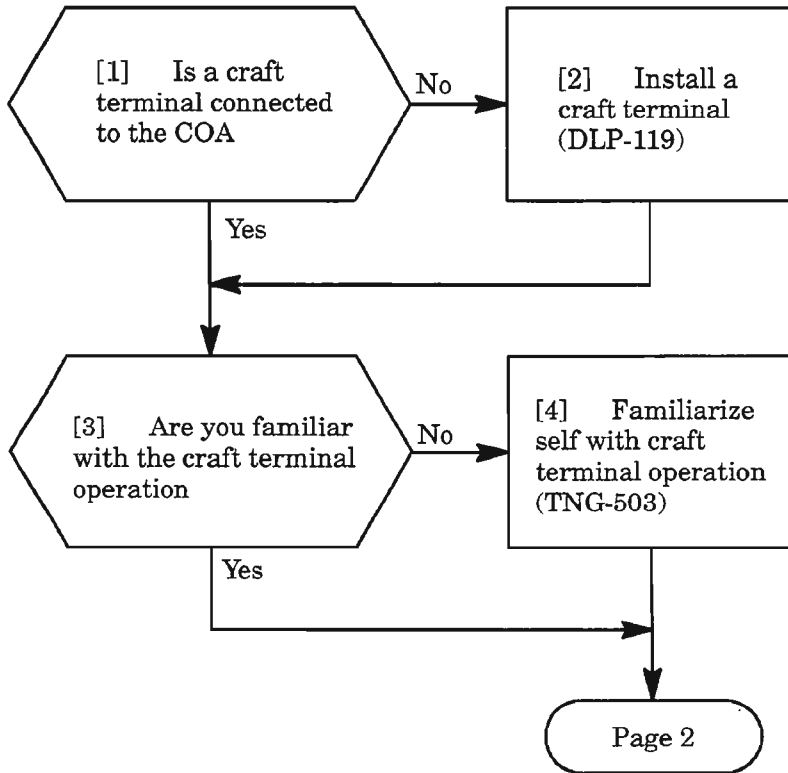 [1] Is a craft
terminal connected
to the COA
No
[2] Install a
craft terminal
(DLP-119)
Yes
[3] Are you familiar
with the craft terminal
operation
No
[4] Familiarize
self with craft
terminal operation
(TNG-503)
Yes
Page 2